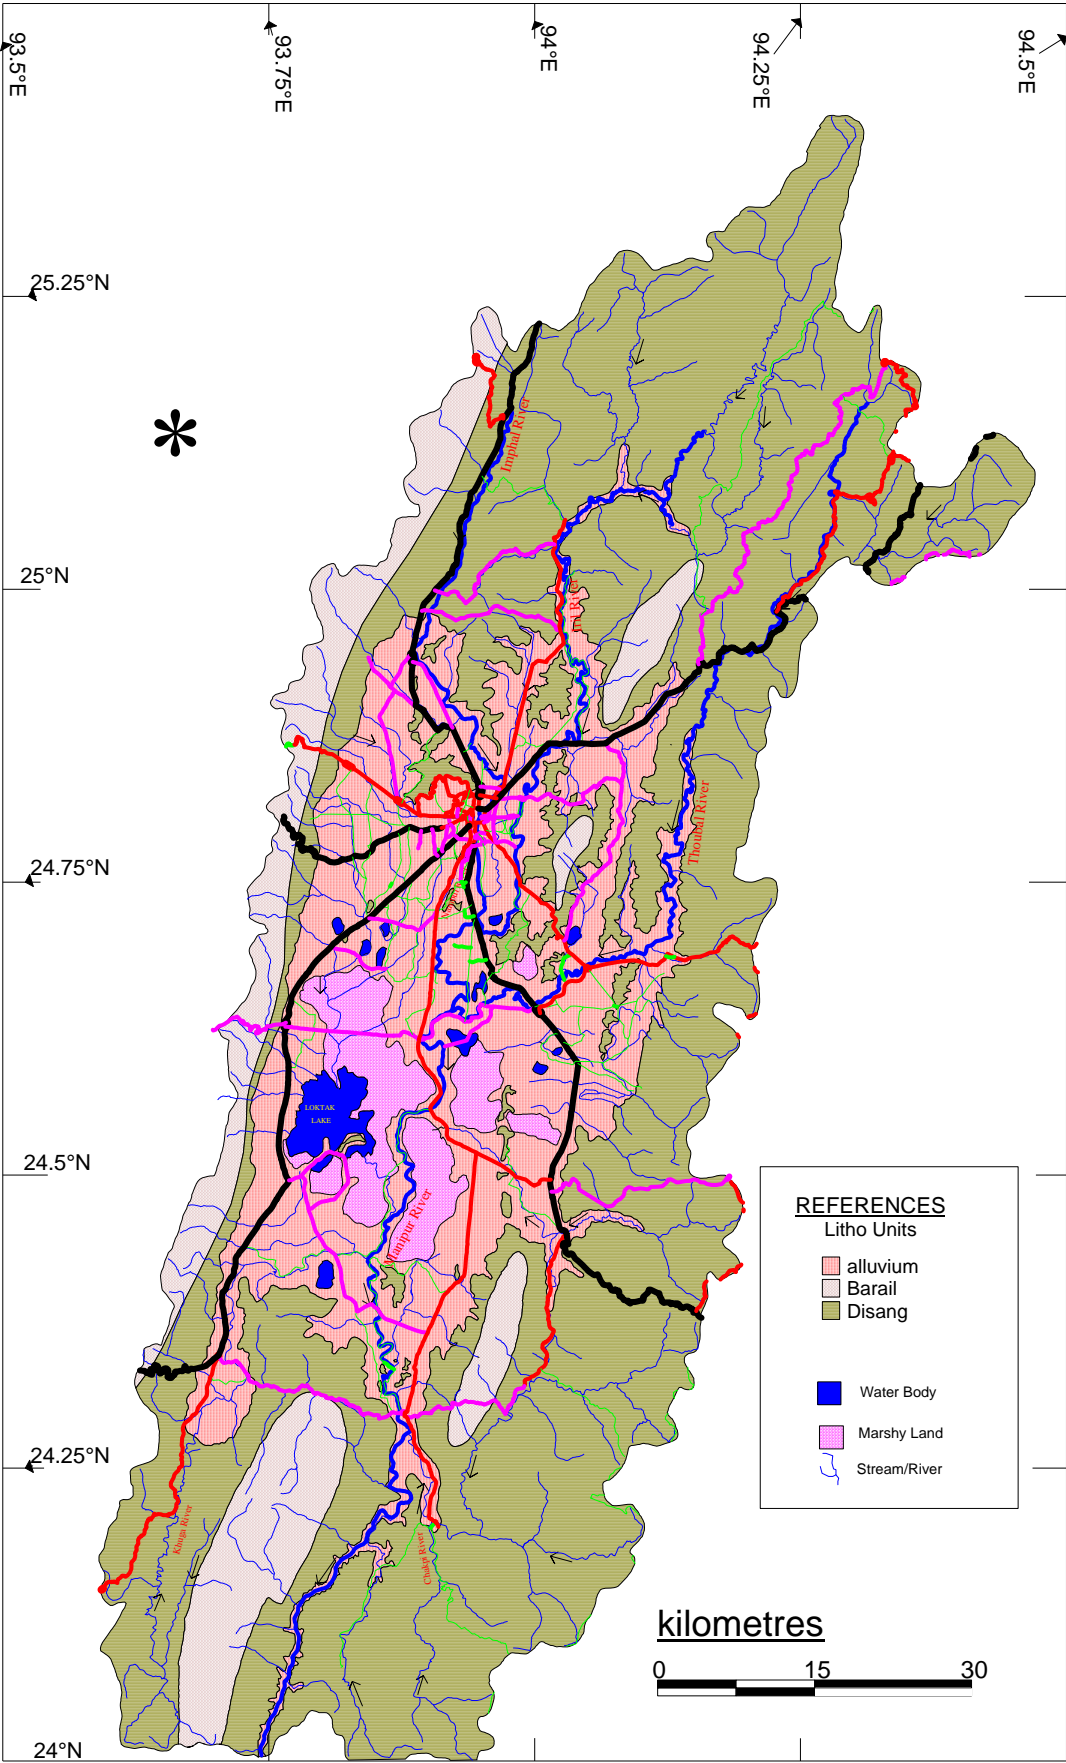 93.5°E
93.75°E
94°E
94.25°E
94.5°E
25.25°N
Imphal River
25°N
Iril River
Thoubal River
24.75°N
LOKTAK
LAKE
24.5°N
Manipur River
REFERENCES
Litho Units
alluvium
Barail
Disang
Water Body
Marshy Land
Stream/River
24.25°N
Khuga River
Chakpi River
kilometres
0 15 30
24°N